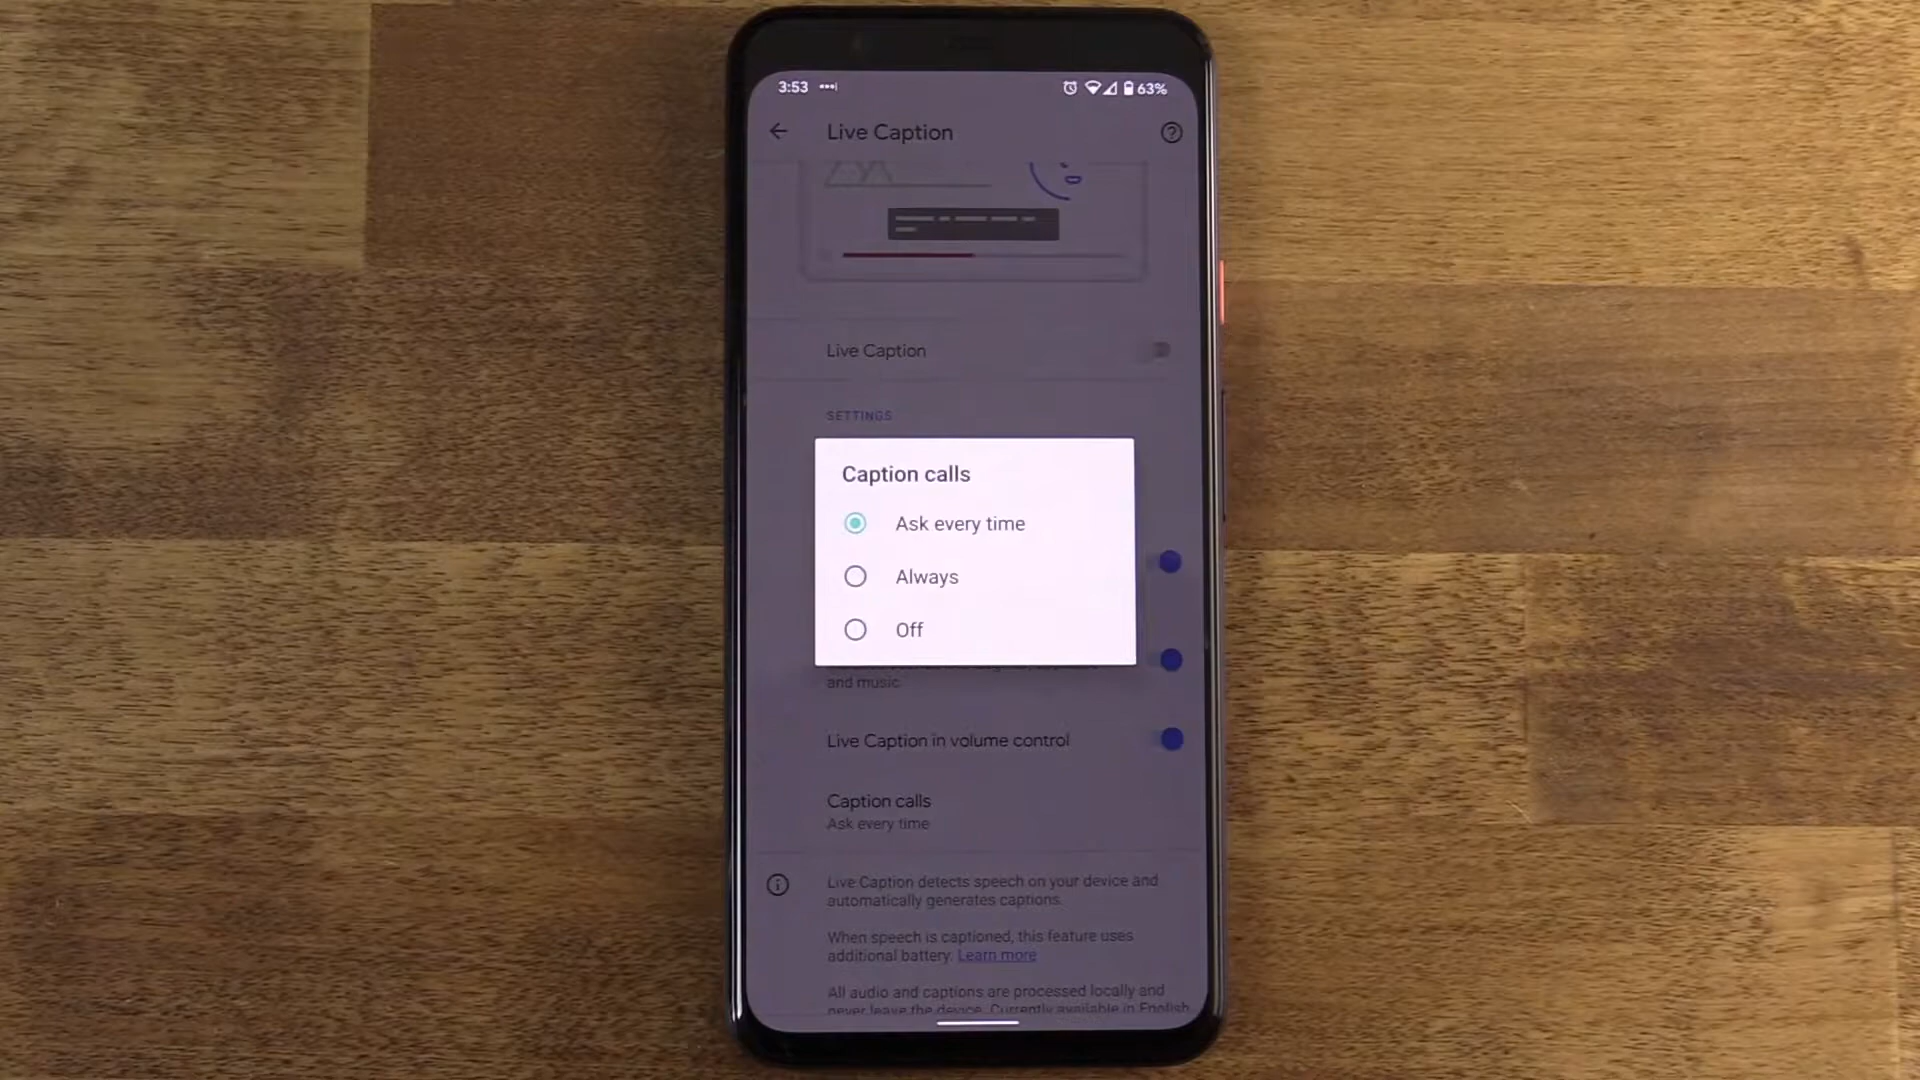 3:53
63%
Live Caption
Live Caption
SETTINGS
Caption calls
Ask every time
Always
Off
and music
Live Caption in volume control
Caption calls
Ask every time
Live Caption detects speech on your device and
automatically generates captions.
When speech is captioned, this feature uses
additional battery. Learn more
All audio and captions are processed locally and
never leave the device. Currently available in English